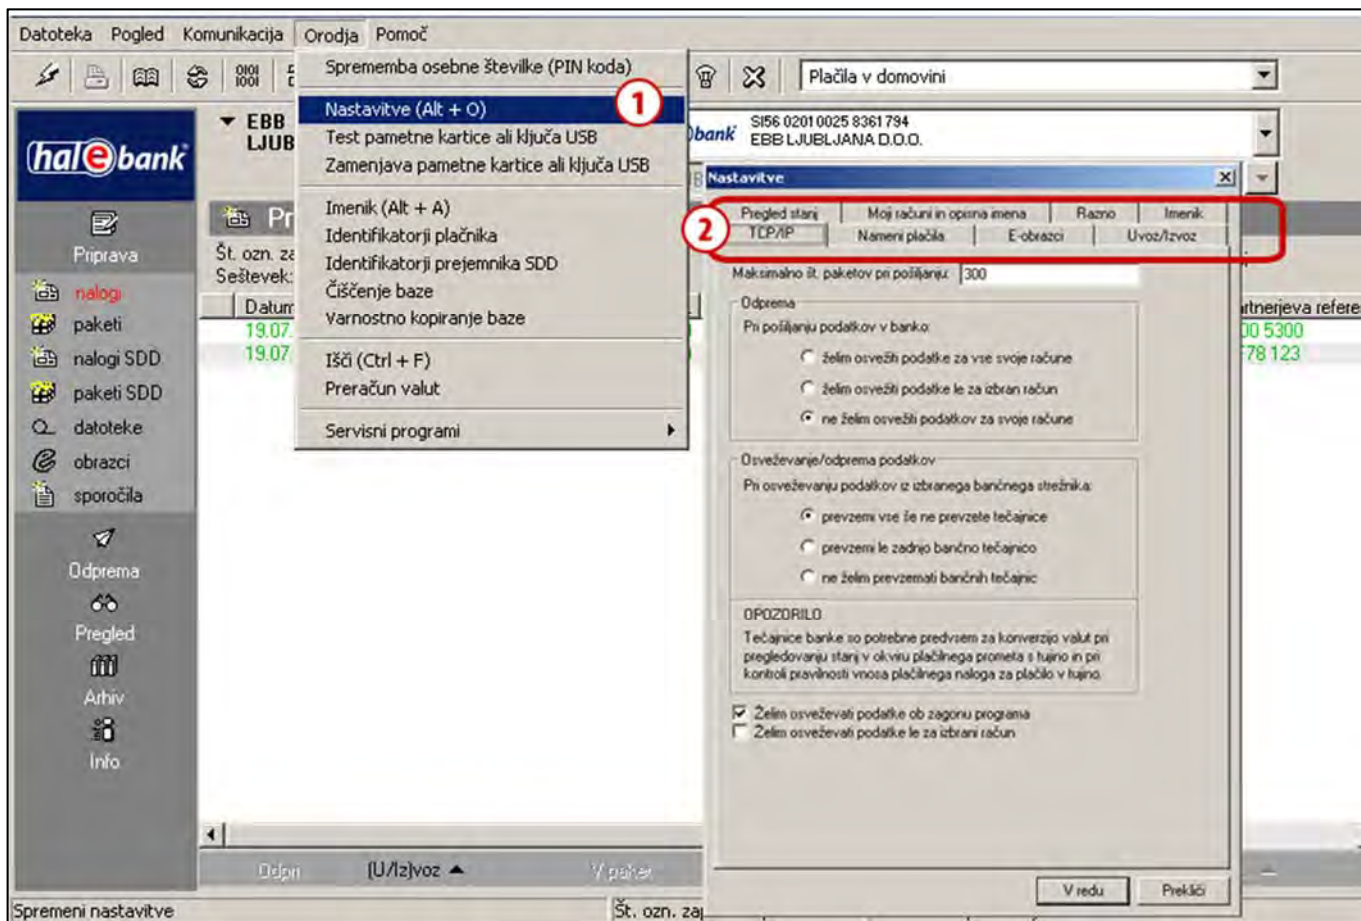 Datoteka Pogled Komunikacija Orodja Pomoč
Plačila v domovini
Sprememba osebne številke (PIN koda)
Nastavitve (Alt + O)
1
Test pametne kartice ali ključa USB
Zamenjava pametne kartice ali ključa USB
Imenik (Alt + A)
Identifikatorji plačnika
Identifikatorji prejemnika SDD
Čiščenje baze
Varnostno kopiranje baze
Išči (Ctrl + F)
Preračun valut
Servisni programi
halebank
EBB
LJUB
bank
SI56 0201 0025 8361 794
EBB LJUBLJANA D.O.O.
Pr
Št. ozn. za
Seštevek:
Datum
19.07.
19.07
00 5300
78 123
Priprava
nalogi
paketi
nalogi SDD
paketi SDD
datoteke
obrazci
sporočila
Odprema
Pregled
Arhiv
Info
Nastavitve
2
Pregled stanj Moji računi in opisna imena Razno Imenik
TCP/IP Nameni plačila E-obrazci Uvoz/Izvoz
Maksimalno št. paketov pri pošiljanju: 300
Odprema
Pri pošiljanju podatkov v banko:
želim osvežiti podatke za vse svoje račune
želim osvežiti podatke le za izbran račun
ne želim osvežiti podatkov za svoje račune
Osveževanje/odprema podatkov
Pri osveževanju podatkov iz izbranega bančnega strežnika:
prevzemi vse še ne prevzete tečajnice
prevzemi le zadnjo bančno tečajnico
ne želim prevzemati bančnih tečajnic
OPOZORILO
Tečajnice banke so potrebne predvsem za konverzijo valut pri
pregledovanju stanj v okviru plačilnega prometa s tujino in pri
kontroli pravilnosti vnosa plačilnega naloga za plačilo v tujino.
Želim osveževati podatke ob zagonu programa
Želim osveževati podatke le za izbrani račun
V redu Prekliči
Odpri (U/Iz)voz V paket
Spremeni nastavitve
Št. ozn. zap